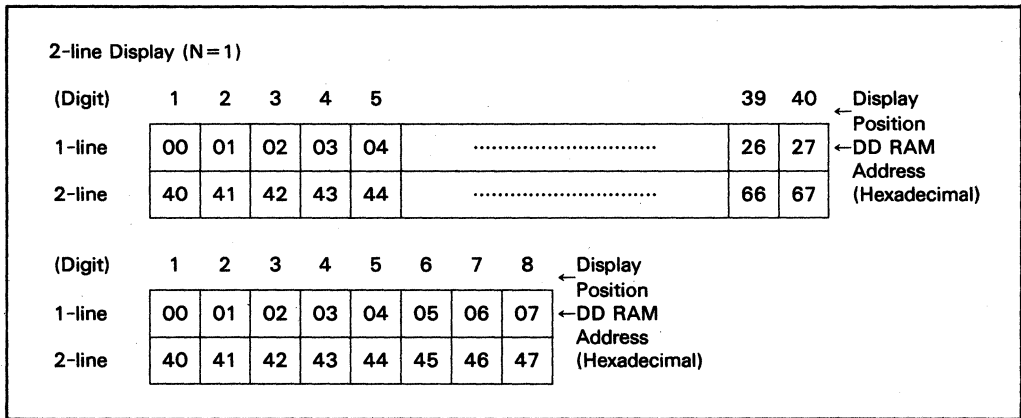 2-line Display (N=1)
(Digit) 1 2 3 4 5 39 40 ←Display Position
1-line 00 01 02 03 04 ............................ 26 27 ←DD RAM Address
2-line 40 41 42 43 44 ............................ 66 67 (Hexadecimal)
(Digit) 1 2 3 4 5 6 7 8 ←Display Position
1-line 00 01 02 03 04 05 06 07 ←DD RAM Address
2-line 40 41 42 43 44 45 46 47 (Hexadecimal)